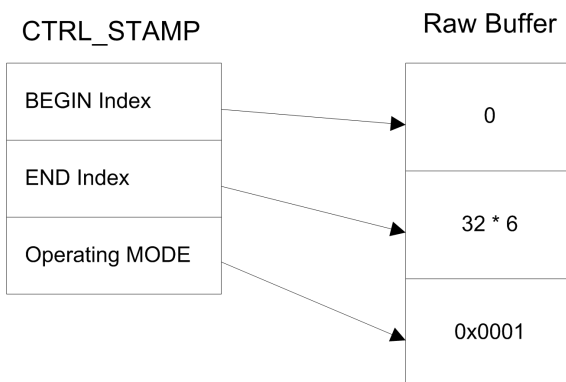 CTRL_STAMP
Raw Buffer
BEGIN Index
0
END Index
32 * 6
Operating MODE
0x0001